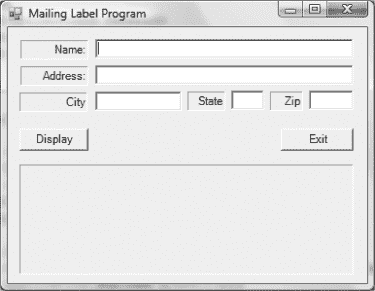 Mailing Label Program
Name:
Address:
City State Zip
Display Exit